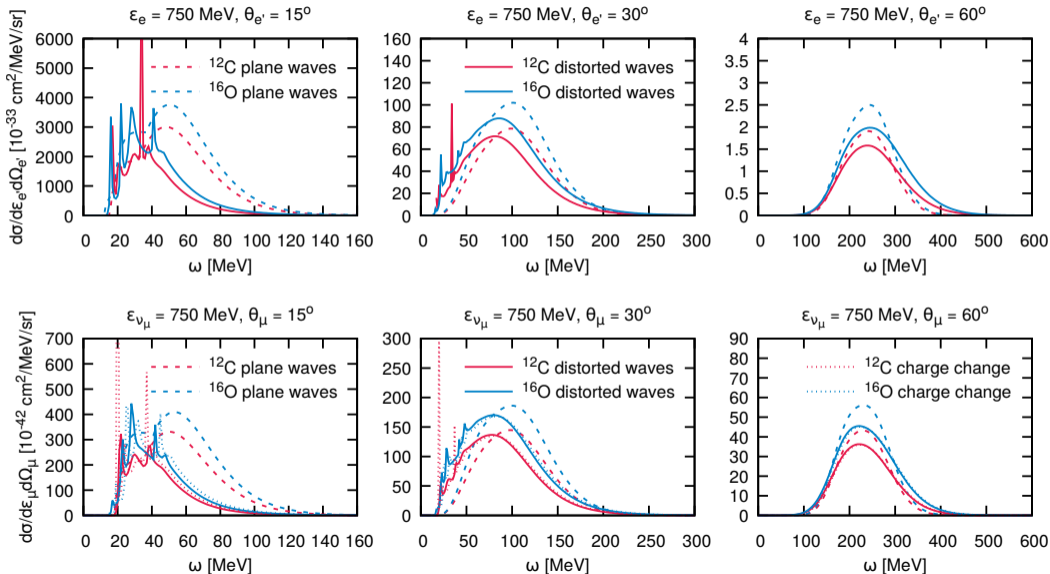 εe = 750 MeV, θe' = 15°
dσ/dεe'dΩe' [10⁻³³ cm²/MeV/sr]
6000
5000
4000
3000
2000
1000
0
¹²C plane waves
¹⁶O plane waves
0 20 40 60 80 100 120 140 160
ω [MeV]
εe = 750 MeV, θe' = 30°
160
140
120
100
80
60
40
20
0
¹²C distorted waves
¹⁶O distorted waves
0 50 100 150 200 250 300
ω [MeV]
εe = 750 MeV, θe' = 60°
4
3.5
3
2.5
2
1.5
1
0.5
0
0 100 200 300 400 500 600
ω [MeV]
ενμ = 750 MeV, θμ = 15°
dσ/dεμdΩμ [10⁻⁴² cm²/MeV/sr]
700
600
500
400
300
200
100
0
¹²C plane waves
¹⁶O plane waves
0 20 40 60 80 100 120 140 160
ω [MeV]
ενμ = 750 MeV, θμ = 30°
300
250
200
150
100
50
0
¹²C distorted waves
¹⁶O distorted waves
0 50 100 150 200 250 300
ω [MeV]
ενμ = 750 MeV, θμ = 60°
90
80
70
60
50
40
30
20
10
0
¹²C charge change
¹⁶O charge change
0 100 200 300 400 500 600
ω [MeV]